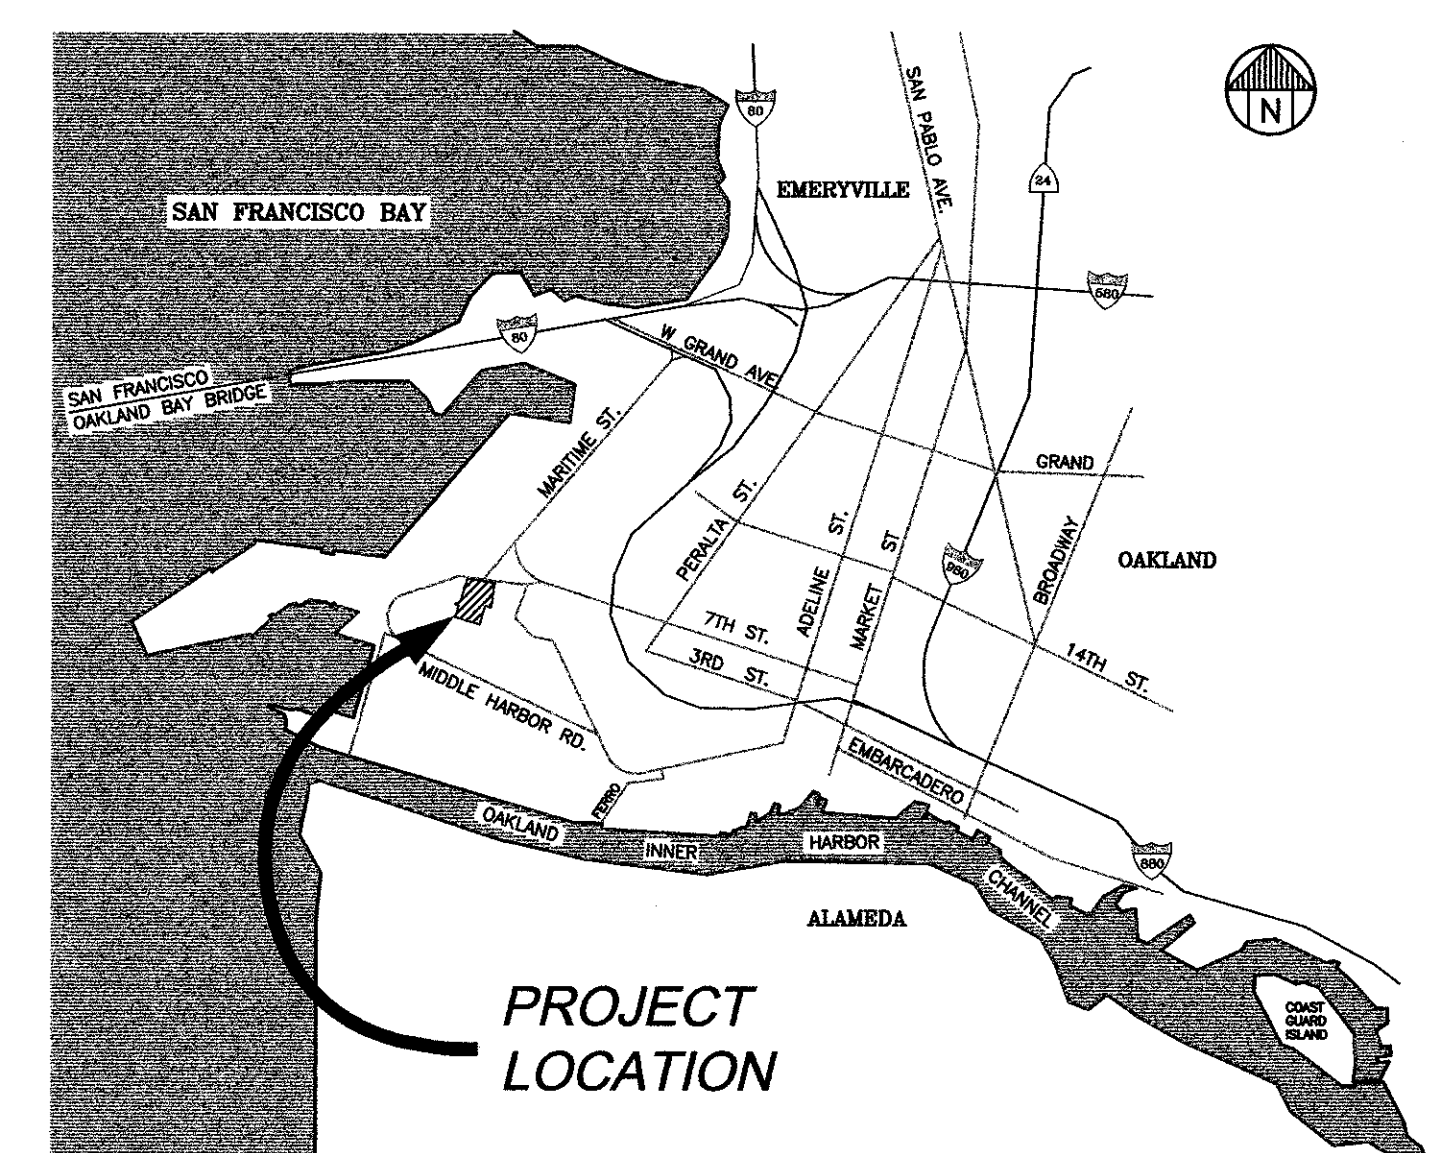 80
SAN PABLO AVE.
N
24
EMERYVILLE
SAN FRANCISCO BAY
580
80
W GRAND AVE
SAN FRANCISCO
OAKLAND BAY BRIDGE
MARITIME ST.
GRAND
PERALTA ST.
ADELINE ST.
MARKET ST
980
BROADWAY
OAKLAND
7TH ST.
3RD ST.
14TH ST.
MIDDLE HARBOR RD.
EMBARCADERO
FERRO
OAKLAND INNER HARBOR CHANNEL
880
ALAMEDA
PROJECT
LOCATION
COAST
GUARD
ISLAND